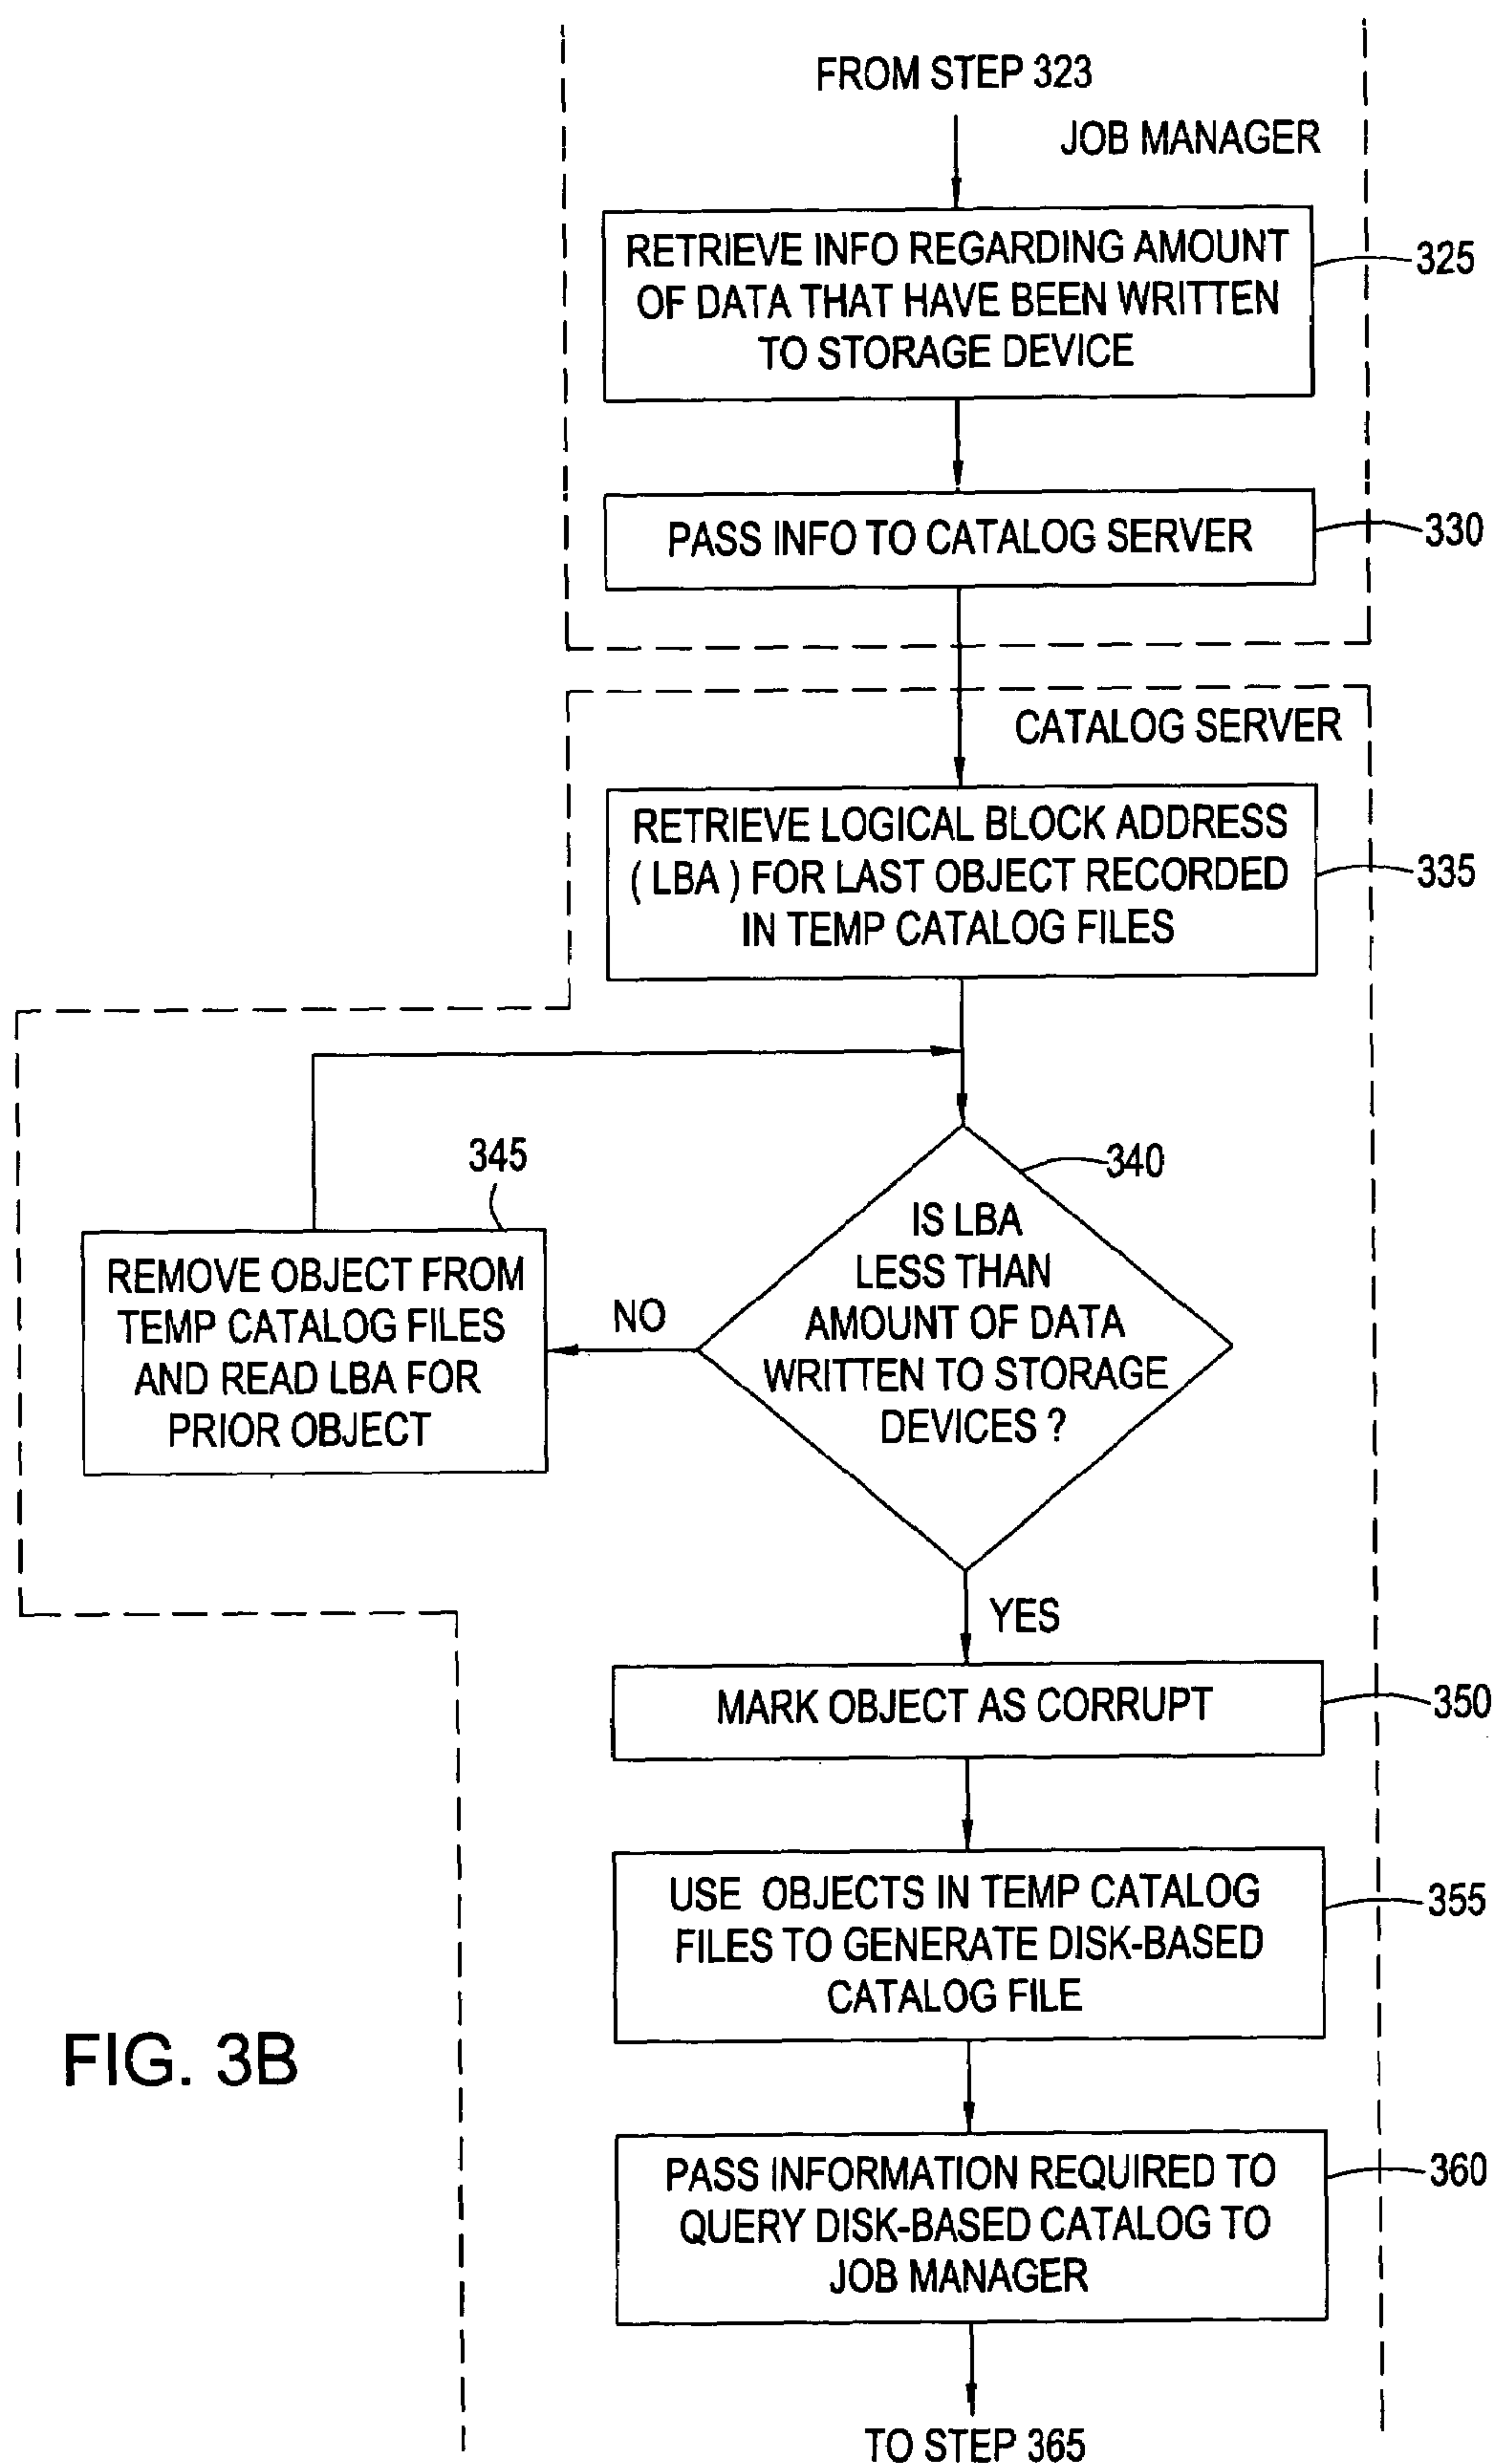 FROM STEP 323
JOB MANAGER
RETRIEVE INFO REGARDING AMOUNT
OF DATA THAT HAVE BEEN WRITTEN
TO STORAGE DEVICE
325
PASS INFO TO CATALOG SERVER
330
CATALOG SERVER
RETRIEVE LOGICAL BLOCK ADDRESS
( LBA ) FOR LAST OBJECT RECORDED
IN TEMP CATALOG FILES
335
345
340
IS LBA
LESS THAN
AMOUNT OF DATA
WRITTEN TO STORAGE
DEVICES ?
NO
REMOVE OBJECT FROM
TEMP CATALOG FILES
AND READ LBA FOR
PRIOR OBJECT
YES
MARK OBJECT AS CORRUPT
350
USE OBJECTS IN TEMP CATALOG
FILES TO GENERATE DISK-BASED
CATALOG FILE
355
FIG. 3B
PASS INFORMATION REQUIRED TO
QUERY DISK-BASED CATALOG TO
JOB MANAGER
360
TO STEP 365